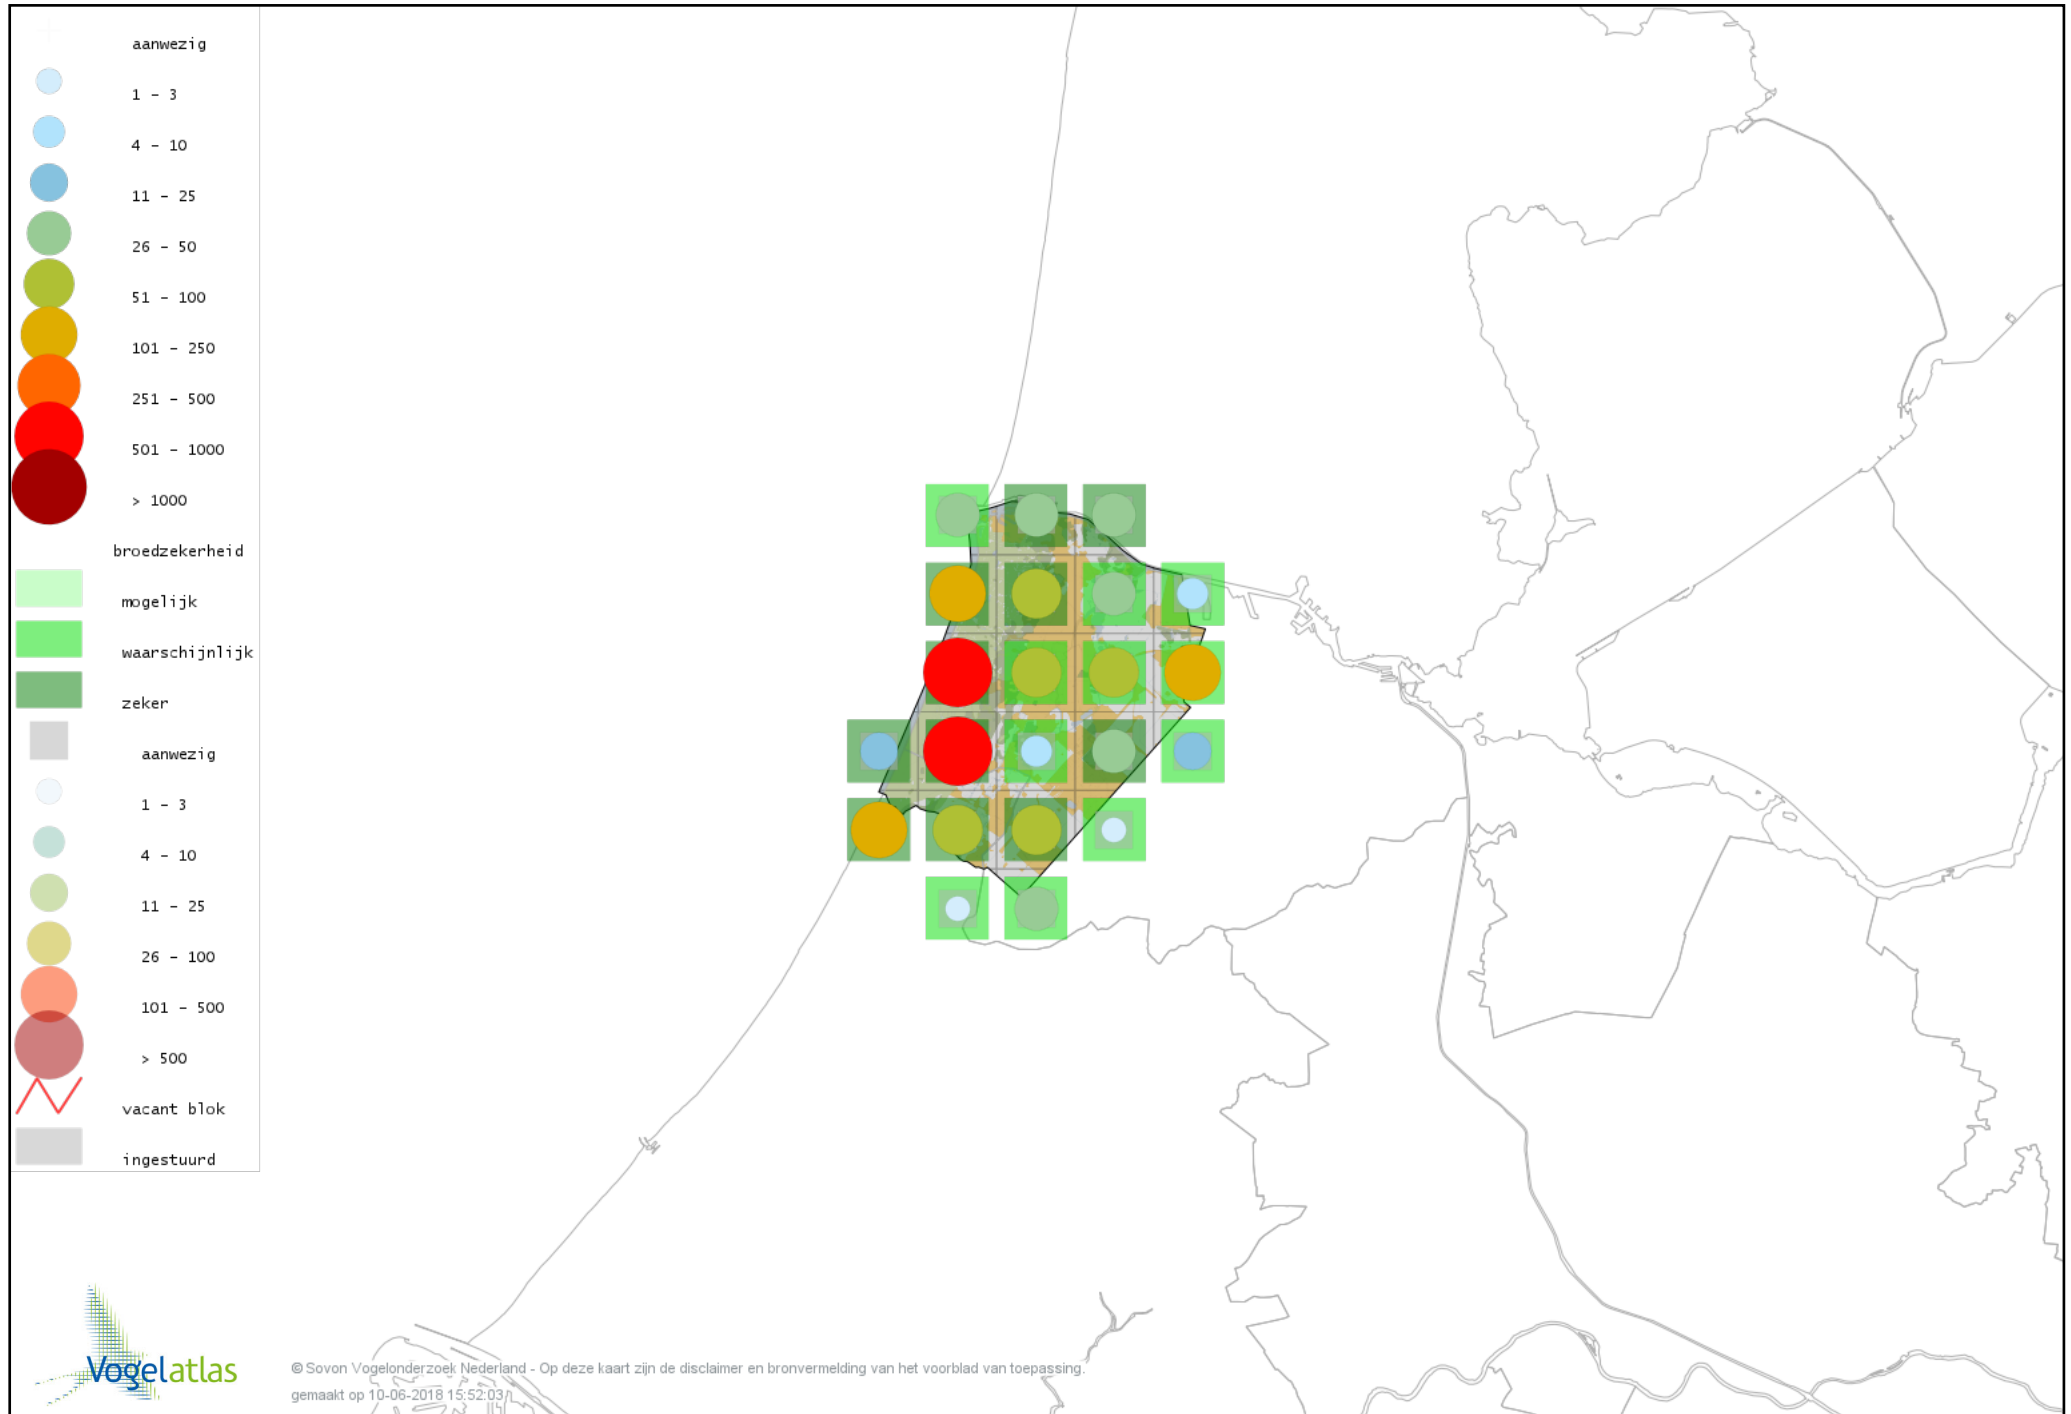 aanwezig
1 - 3
4 - 10
11 - 25
26 - 50
51 - 100
101 - 250
251 - 500
501 - 1000
> 1000
broedzekerheid
mogelijk
waarschijnlijk
zeker
aanwezig
1 - 3
4 - 10
11 - 25
26 - 100
101 - 500
> 500
vacant blok
ingestuurd
Vogelatlas
© Sovon Vogelonderzoek Nederland - Op deze kaart zijn de disclaimer en bronvermelding van het voorblad van toepassing.
gemaakt op 10-06-2018 15:52:03